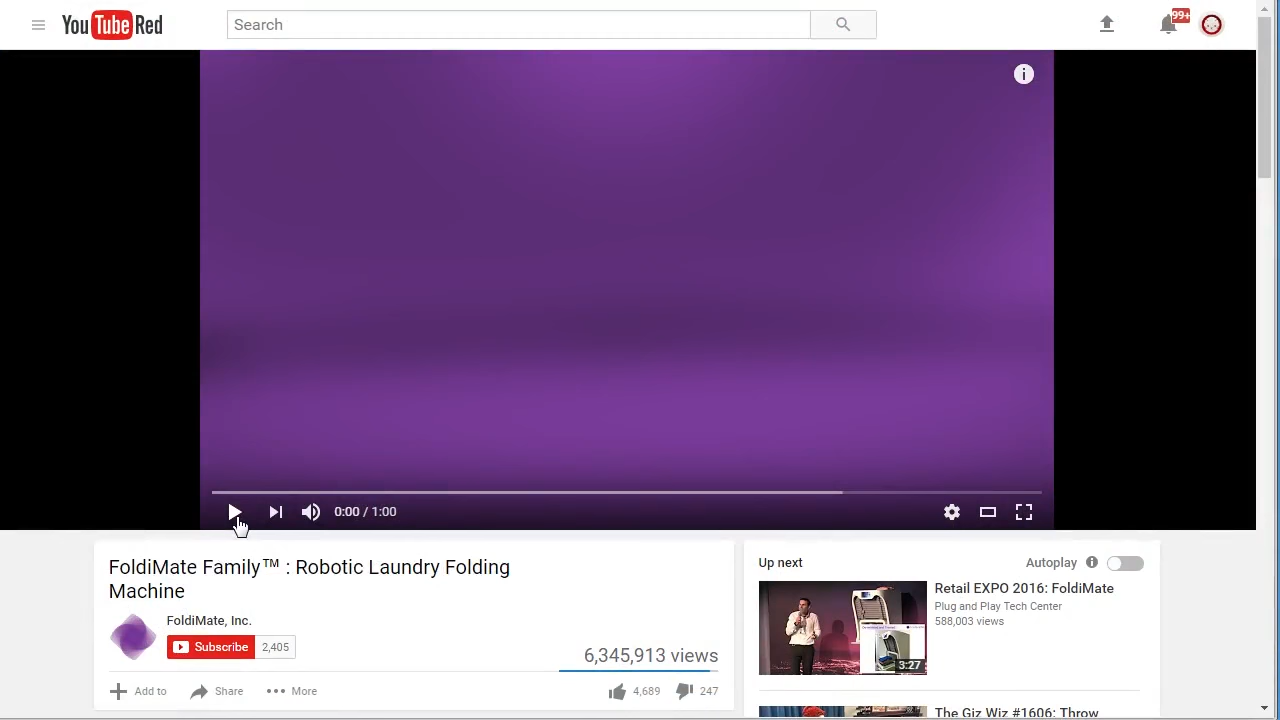 YouTube Red
Search
99+
i
0:00 / 1:00
FoldiMate Family™ : Robotic Laundry Folding
Machine
FoldiMate, Inc.
Subscribe 2,405
6,345,913 views
Add to Share More 4,689 247
Up next Autoplay
Retail EXPO 2016: FoldiMate
Plug and Play Tech Center
588,003 views
3:27
The Giz Wiz #1606: Throw